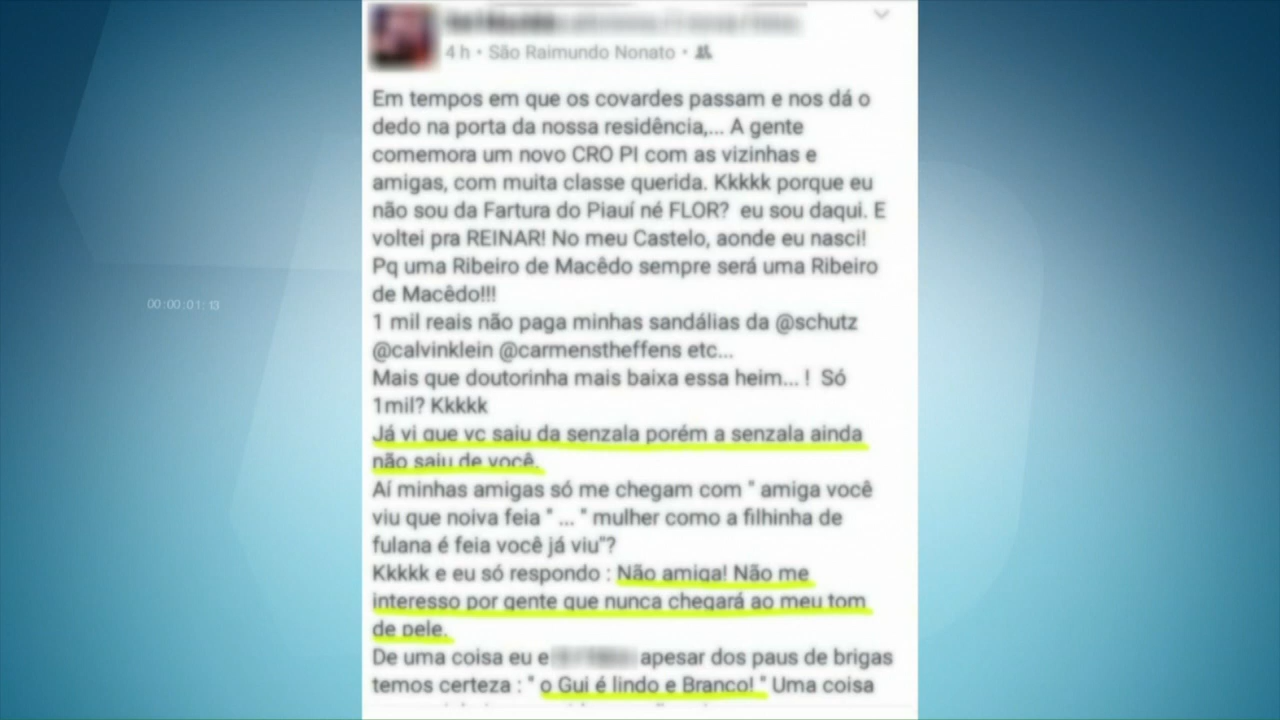 4 h • São Raimundo Nonato •
Em tempos em que os covardes passam e nos dá o
dedo na porta da nossa residência,... A gente
comemora um novo CRO PI com as vizinhas e
amigas, com muita classe querida. Kkkkk porque eu
não sou da Fartura do Piauí né FLOR? eu sou daqui. E
voltei pra REINAR! No meu Castelo, aonde eu nasci!
Pq uma Ribeiro de Macêdo sempre será uma Ribeiro
de Macêdo!!!
00:00:01:13
1 mil reais não paga minhas sandálias da @schutz
@calvinklein @carmenstheffens etc...
Mais que doutorinha mais baixa essa heim... ! Só
1mil? Kkkkk
Já vi que vc saiu da senzala porém a senzala ainda
não saiu de você.
Aí minhas amigas só me chegam com " amiga você
viu que noiva feia " ... " mulher como a filhinha de
fulana é feia você já viu"?
Kkkkk e eu só respondo : Não amiga! Não me
interesso por gente que nunca chegará ao meu tom
de pele.
De uma coisa eu e apesar dos paus de brigas
temos certeza : " o Gui é lindo e Branco! " Uma coisa